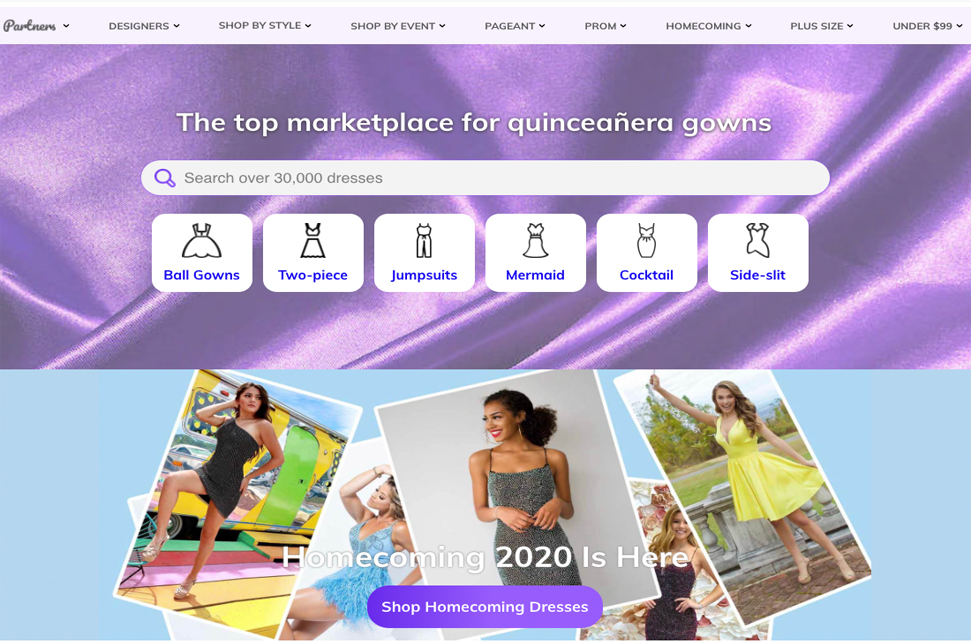 Partners
DESIGNERS
SHOP BY STYLE
SHOP BY EVENT
PAGEANT
PROM
HOMECOMING
PLUS SIZE
UNDER $99
The top marketplace for quinceañera gowns
Search over 30,000 dresses
Ball Gowns
Two-piece
Jumpsuits
Mermaid
Cocktail
Side-slit
Homecoming 2020 Is Here
Shop Homecoming Dresses